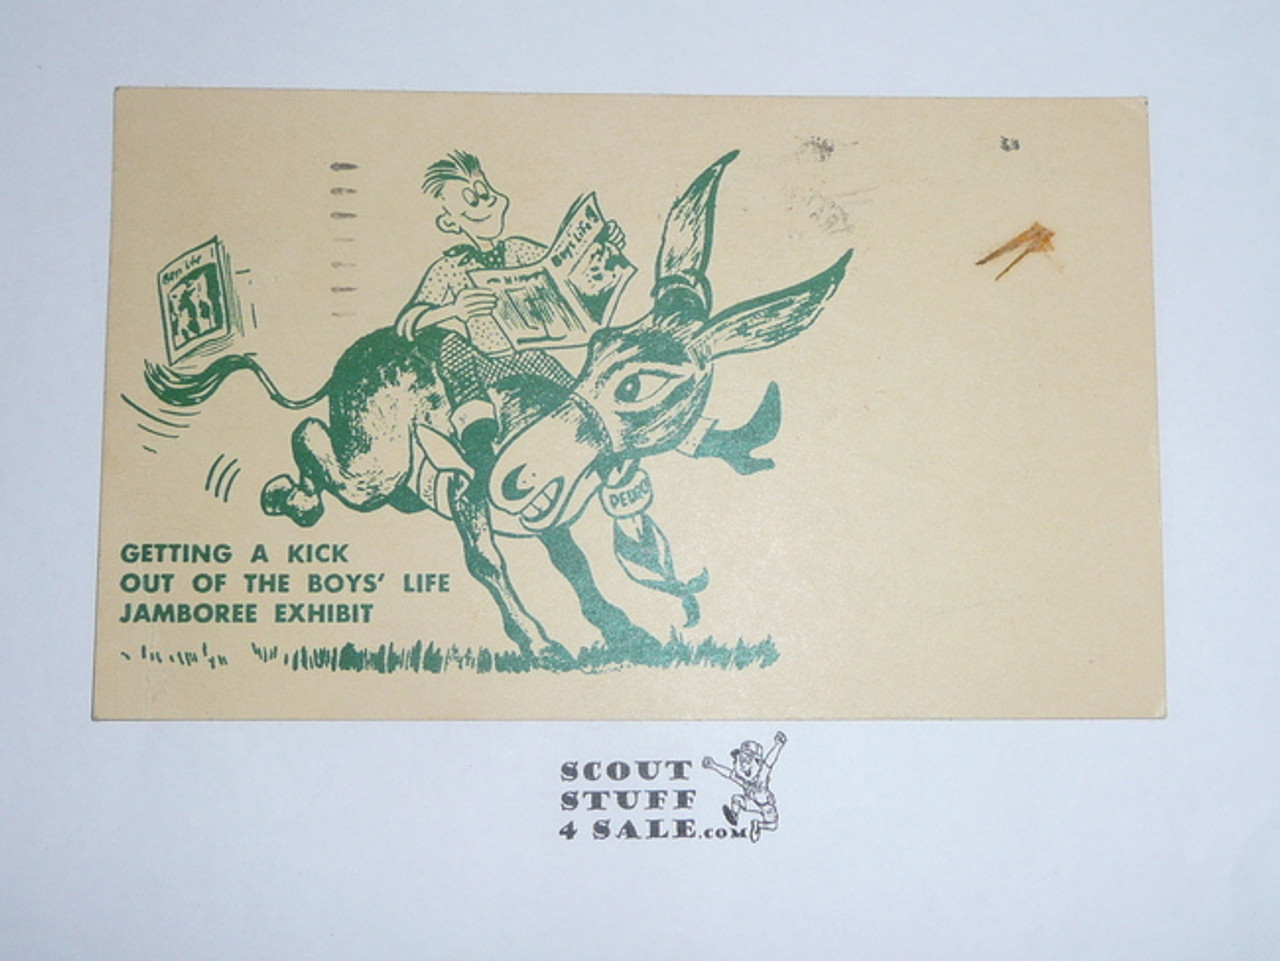 Boys Life
Boys Life
PEDRO
GETTING A KICK
OUT OF THE BOYS' LIFE
JAMBOREE EXHIBIT
SCOUT
STUFF
4 SALE.COM